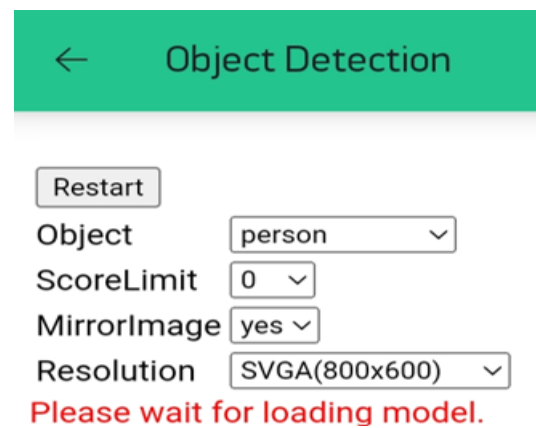 Object Detection
Restart
Object person
ScoreLimit 0
MirrorImage yes
Resolution SVGA(800x600)
Please wait for loading model.